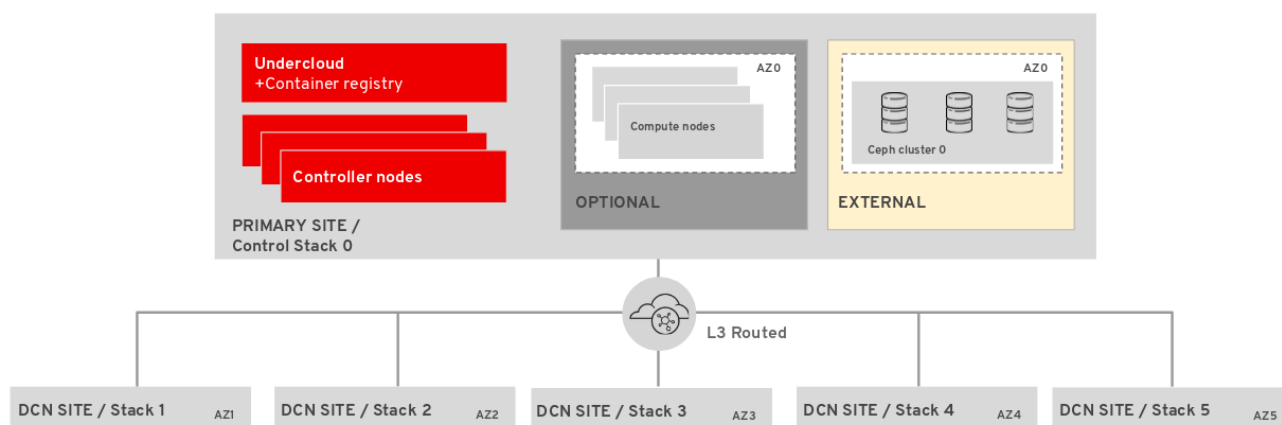 Undercloud
+Container registry
Controller nodes
PRIMARY SITE /
Control Stack 0
AZ0
Compute nodes
OPTIONAL
AZ0
Ceph cluster 0
EXTERNAL
L3 Routed
DCN SITE / Stack 1
AZ1
DCN SITE / Stack 2
AZ2
DCN SITE / Stack 3
AZ3
DCN SITE / Stack 4
AZ4
DCN SITE / Stack 5
AZ5